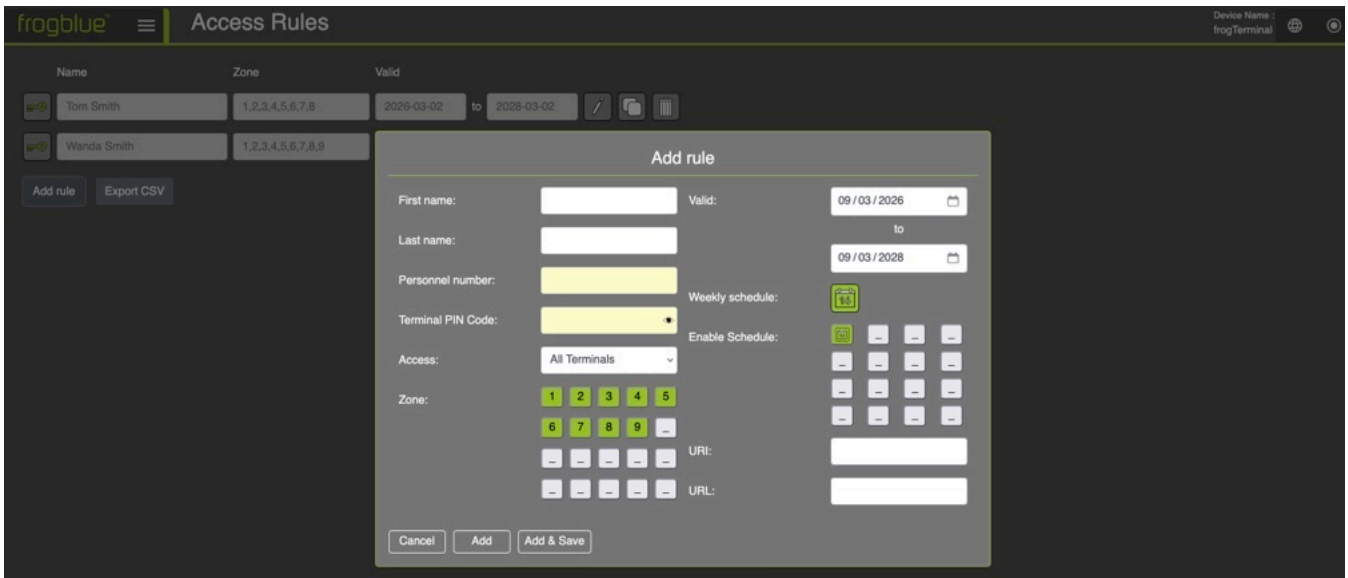 frogblue
Access Rules
Device Name :
frogTerminal
Name Zone Valid
Tom Smith 1,2,3,4,5,6,7,8 2026-03-02 to 2028-03-02
Wanda Smith 1,2,3,4,5,6,7,8,9
Add rule Export CSV
Add rule
First name:
Last name:
Personnel number:
Terminal PIN Code:
Access: All Terminals
Zone: 1 2 3 4 5
6 7 8 9 _
_ _ _ _ _
_ _ _ _ _
Valid: 09/03/2026
to
09/03/2028
Weekly schedule:
Enable Schedule: _ _ _
_ _ _ _
_ _ _ _
_ _ _ _
URI:
URL:
Cancel Add Add & Save